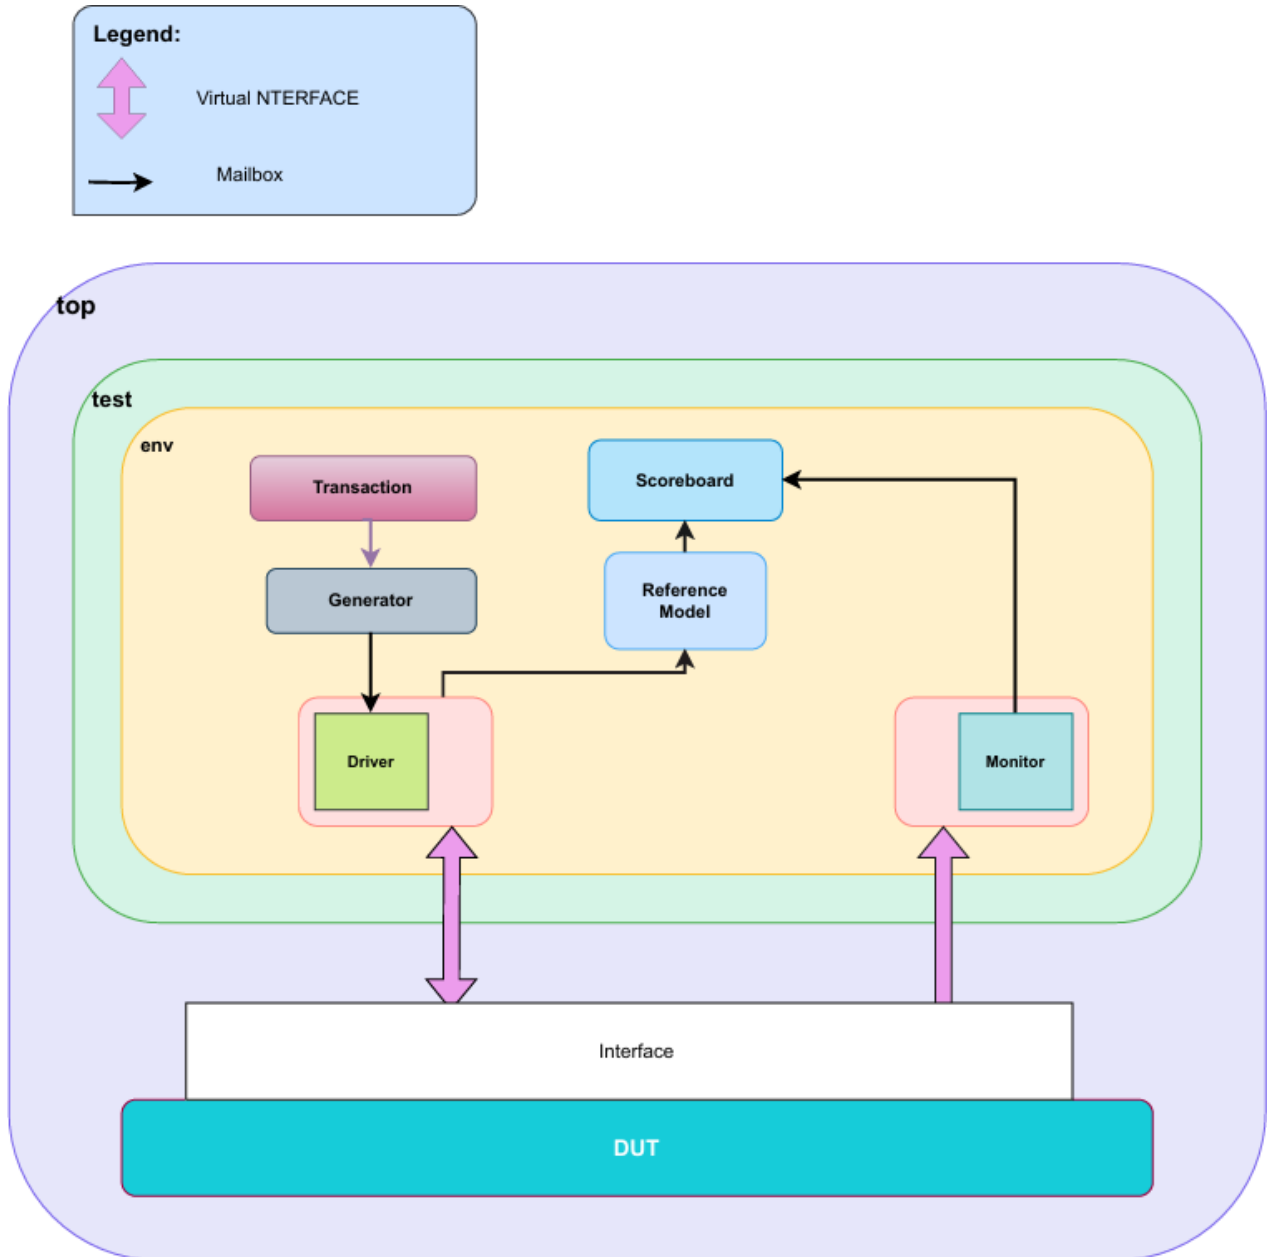 Legend:
Virtual NTERFACE
Mailbox
top
test
env
Transaction
Scoreboard
Generator
Reference
Model
Driver
Monitor
Interface
DUT